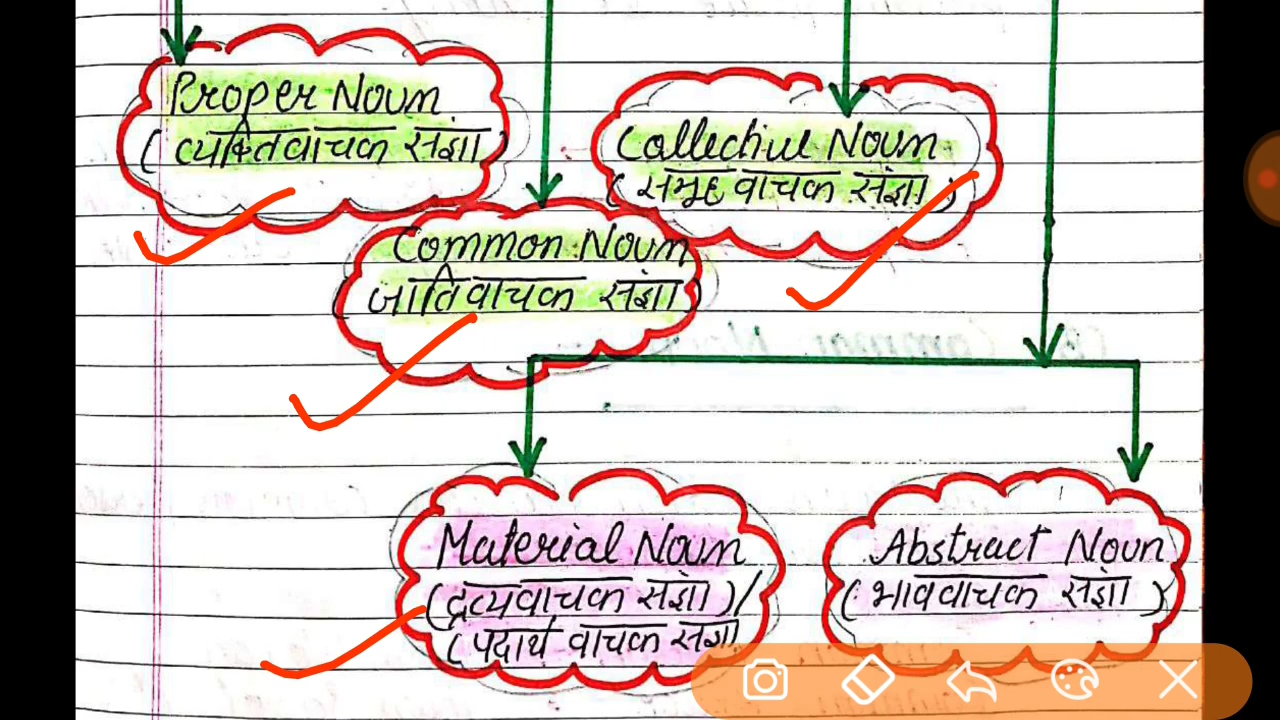 Proper Noun
( व्यक्तिवाचक संज्ञा)
Collective Noun
( समूह वाचक संज्ञा )
Common Noun
जातिवाचक संज्ञा)
Material Noun
(द्रव्यवाचक संज्ञा)/
(पदार्थ वाचक संज्ञा
Abstract Noun
( भाववाचक संज्ञा )